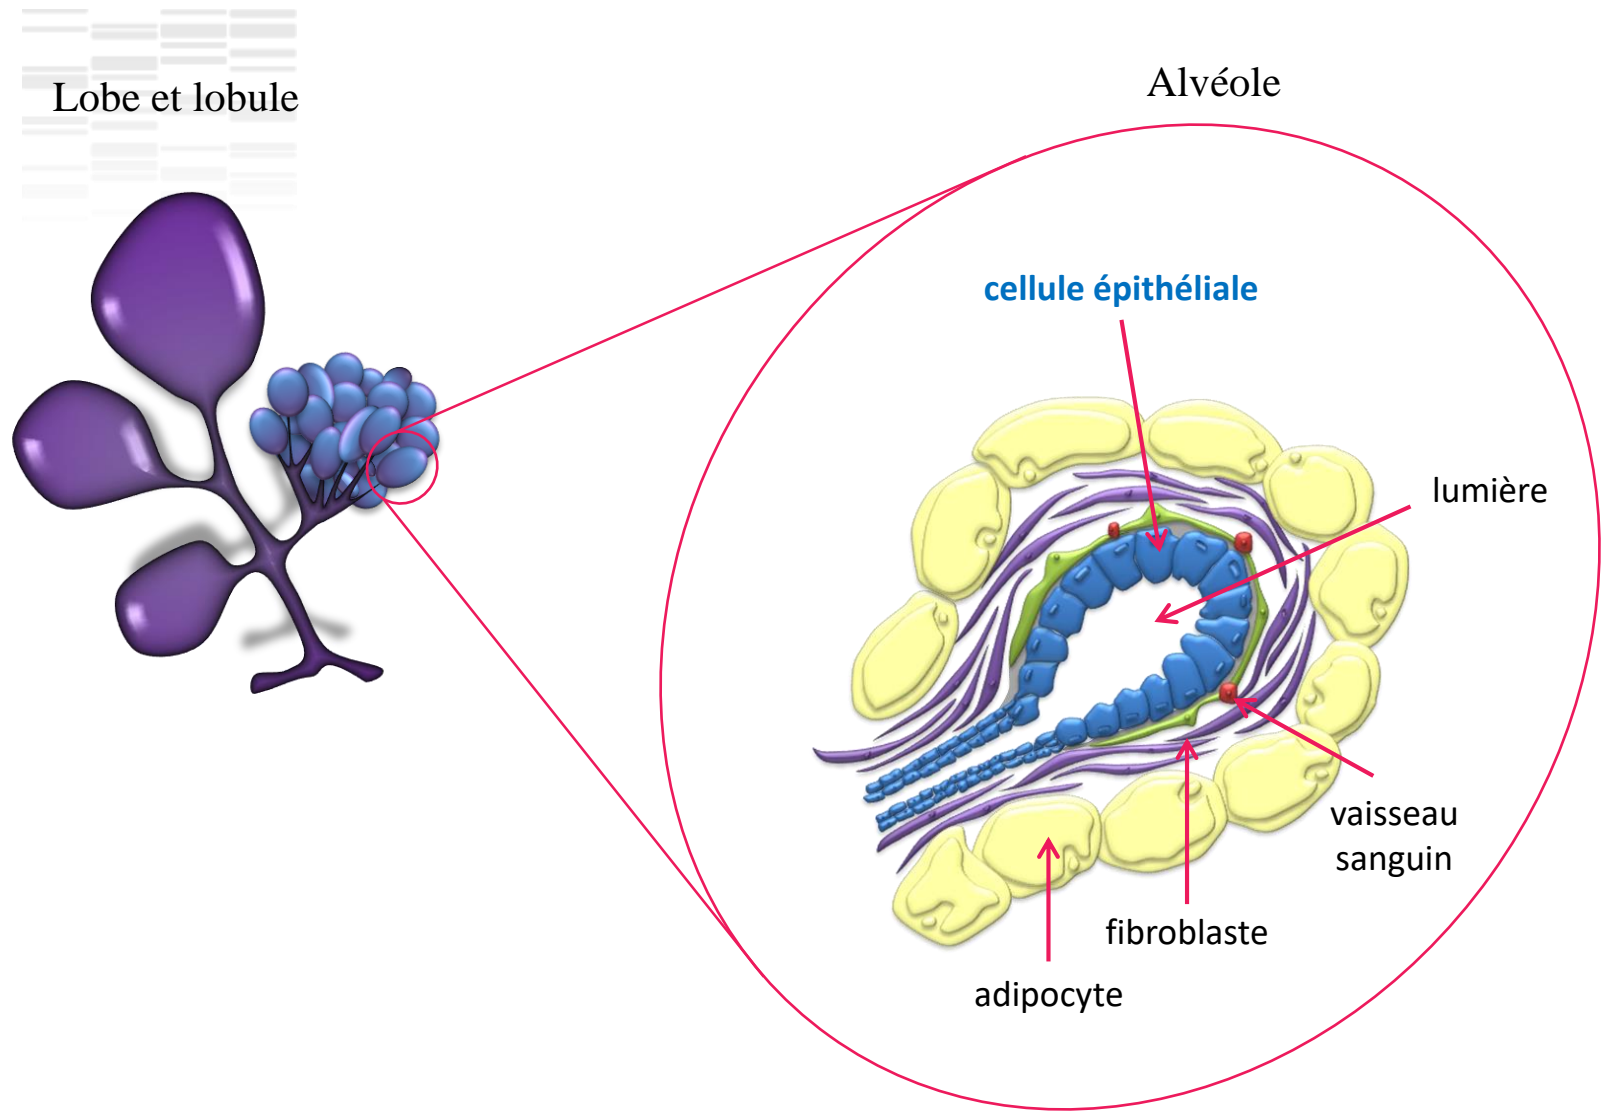 Lobe et lobule
Alvéole
cellule épithéliale
lumière
vaisseau
sanguin
fibroblaste
adipocyte